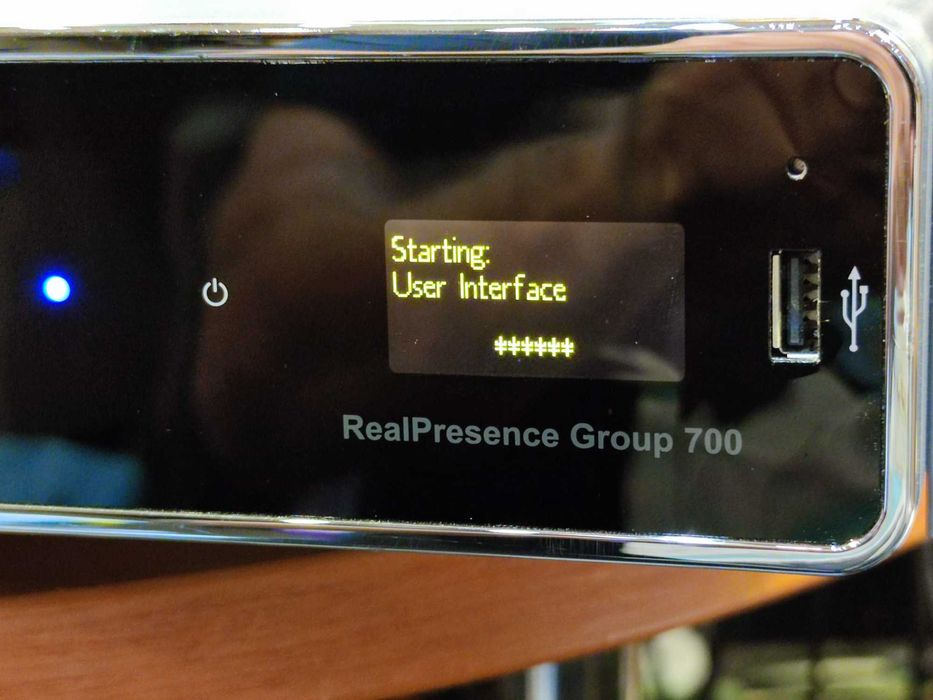 Starting:
User Interface
******
RealPresence Group 700